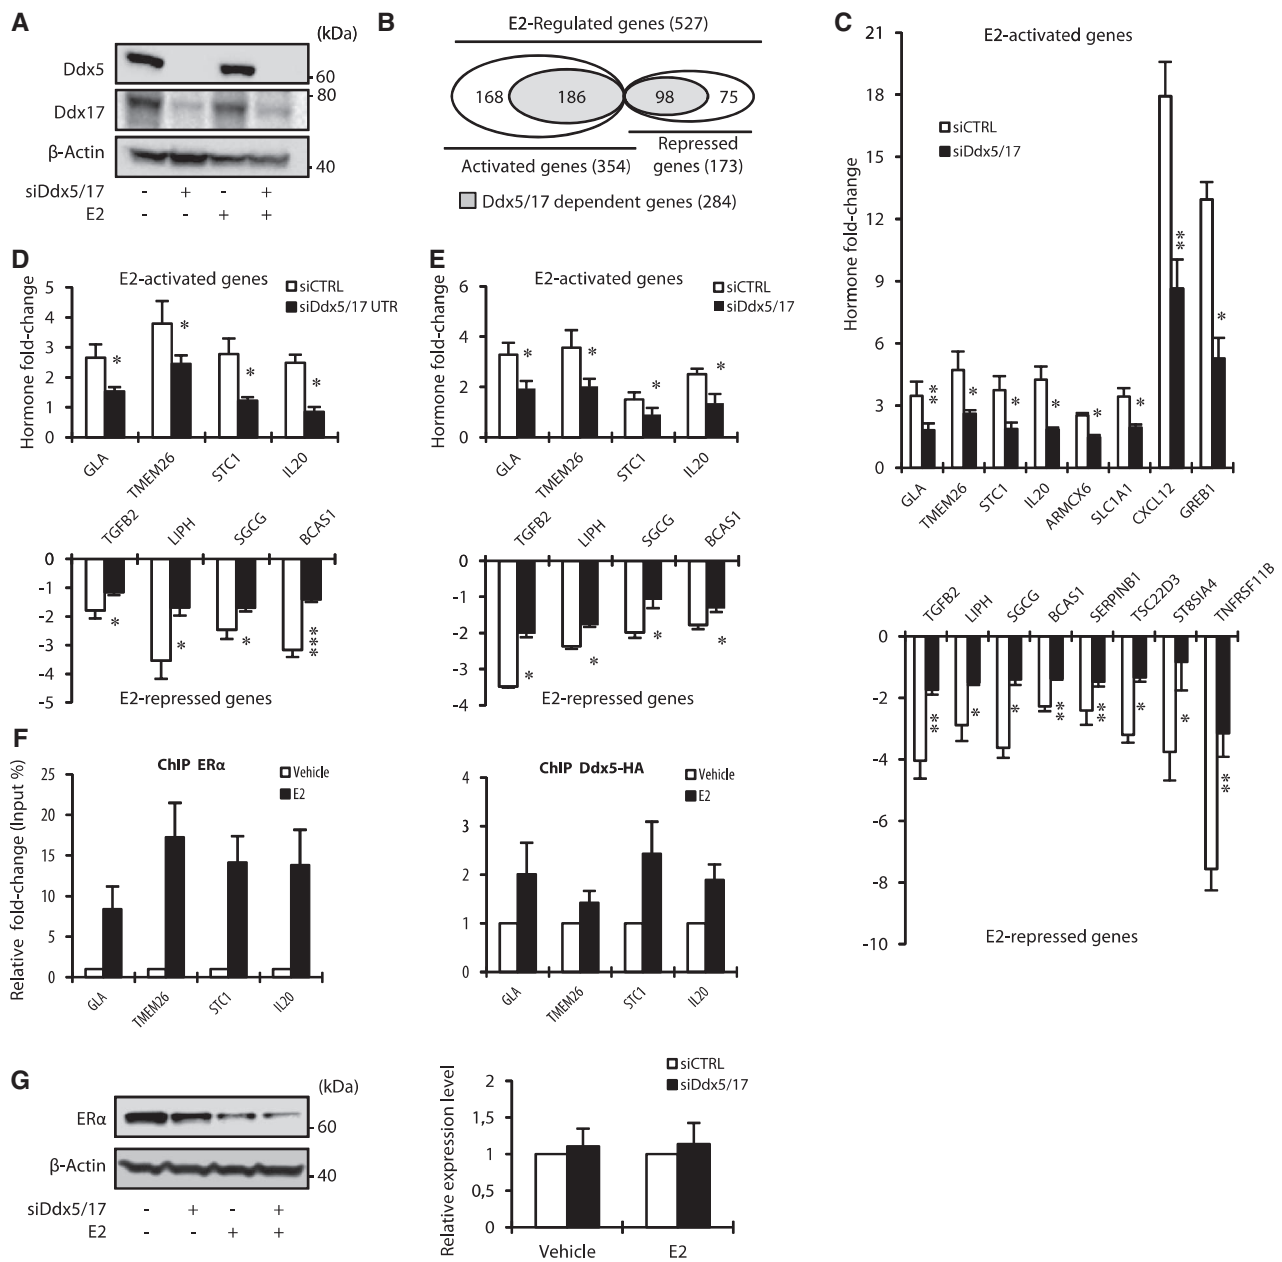 A
(kDa)
Ddx5
60
80
Ddx17
β-Actin
40
siDdx5/17 - + - +
E2 - - + +
B
E2-Regulated genes (527)
168 186 98 75
Activated genes (354)
Repressed
genes (173)
Ddx5/17 dependent genes (284)
C
E2-activated genes
siCTRL
siDdx5/17
Hormone fold-change
21
18
15
12
9
6
3
0
** * * * * * ** *
GLA TMEM26 STC1 IL20 ARMCX6 SLC1A1 CXCL12 GREB1
TGFB2 LIPH SGCG BCAS1 SERPINB1 TSC22D3 ST8SIA4 TNFRSF11B
0
-2
-4
-6
-8
-10
** * * ** ** * * **
E2-repressed genes
D
E2-activated genes
siCTRL
siDdx5/17 UTR
Hormone fold-change
5
4
3
2
1
0
* * * *
GLA TMEM26 STC1 IL20
TGFB2 LIPH SGCG BCAS1
0
-1
-2
-3
-4
-5
* * * ***
E2-repressed genes
E
E2-activated genes
siCTRL
siDdx5/17
Hormone fold-change
6
4
2
0
* * * *
GLA TMEM26 STC1 IL20
TGFB2 LIPH SGCG BCAS1
0
-1
-2
-3
-4
* * * *
E2-repressed genes
F
ChIP ERα
Vehicle
E2
Relative fold-change (Input %)
25
20
15
10
5
0
GLA TMEM26 STC1 IL20
ChIP Ddx5-HA
Vehicle
E2
4
3
2
1
0
GLA TMEM26 STC1 IL20
G
(kDa)
ERα
60
β-Actin
40
siDdx5/17 - + - +
E2 - - + +
siCTRL
siDdx5/17
Relative expression level
2
1,5
1
0,5
0
Vehicle E2